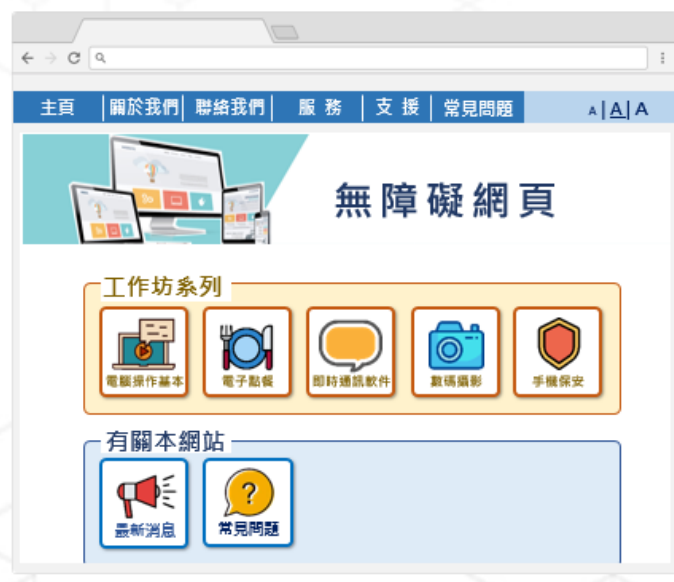 主頁 關於我們 聯絡我們 服務 支援 常見問題 A A A
無障礙網頁
工作坊系列
電腦操作基本 電子點餐 即時通訊軟件 數碼攝影 手機保安
有關本網站
最新消息 常見問題